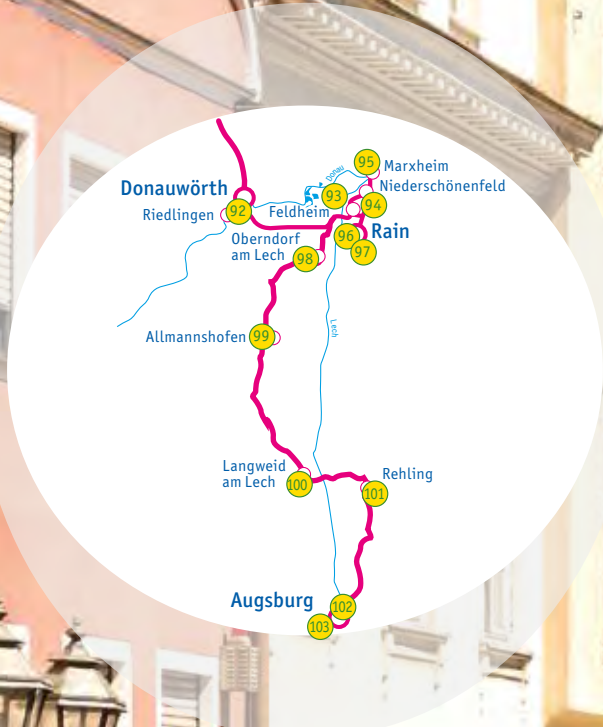 Donau
95
Marxheim
Donauwörth
93
Niederschönenfeld
Riedlingen
92
Feldheim
94
Oberndorf
am Lech
98
96
Rain
97
Lech
Allmannshofen
99
Langweid
am Lech
100
Rehling
101
Augsburg
102
103